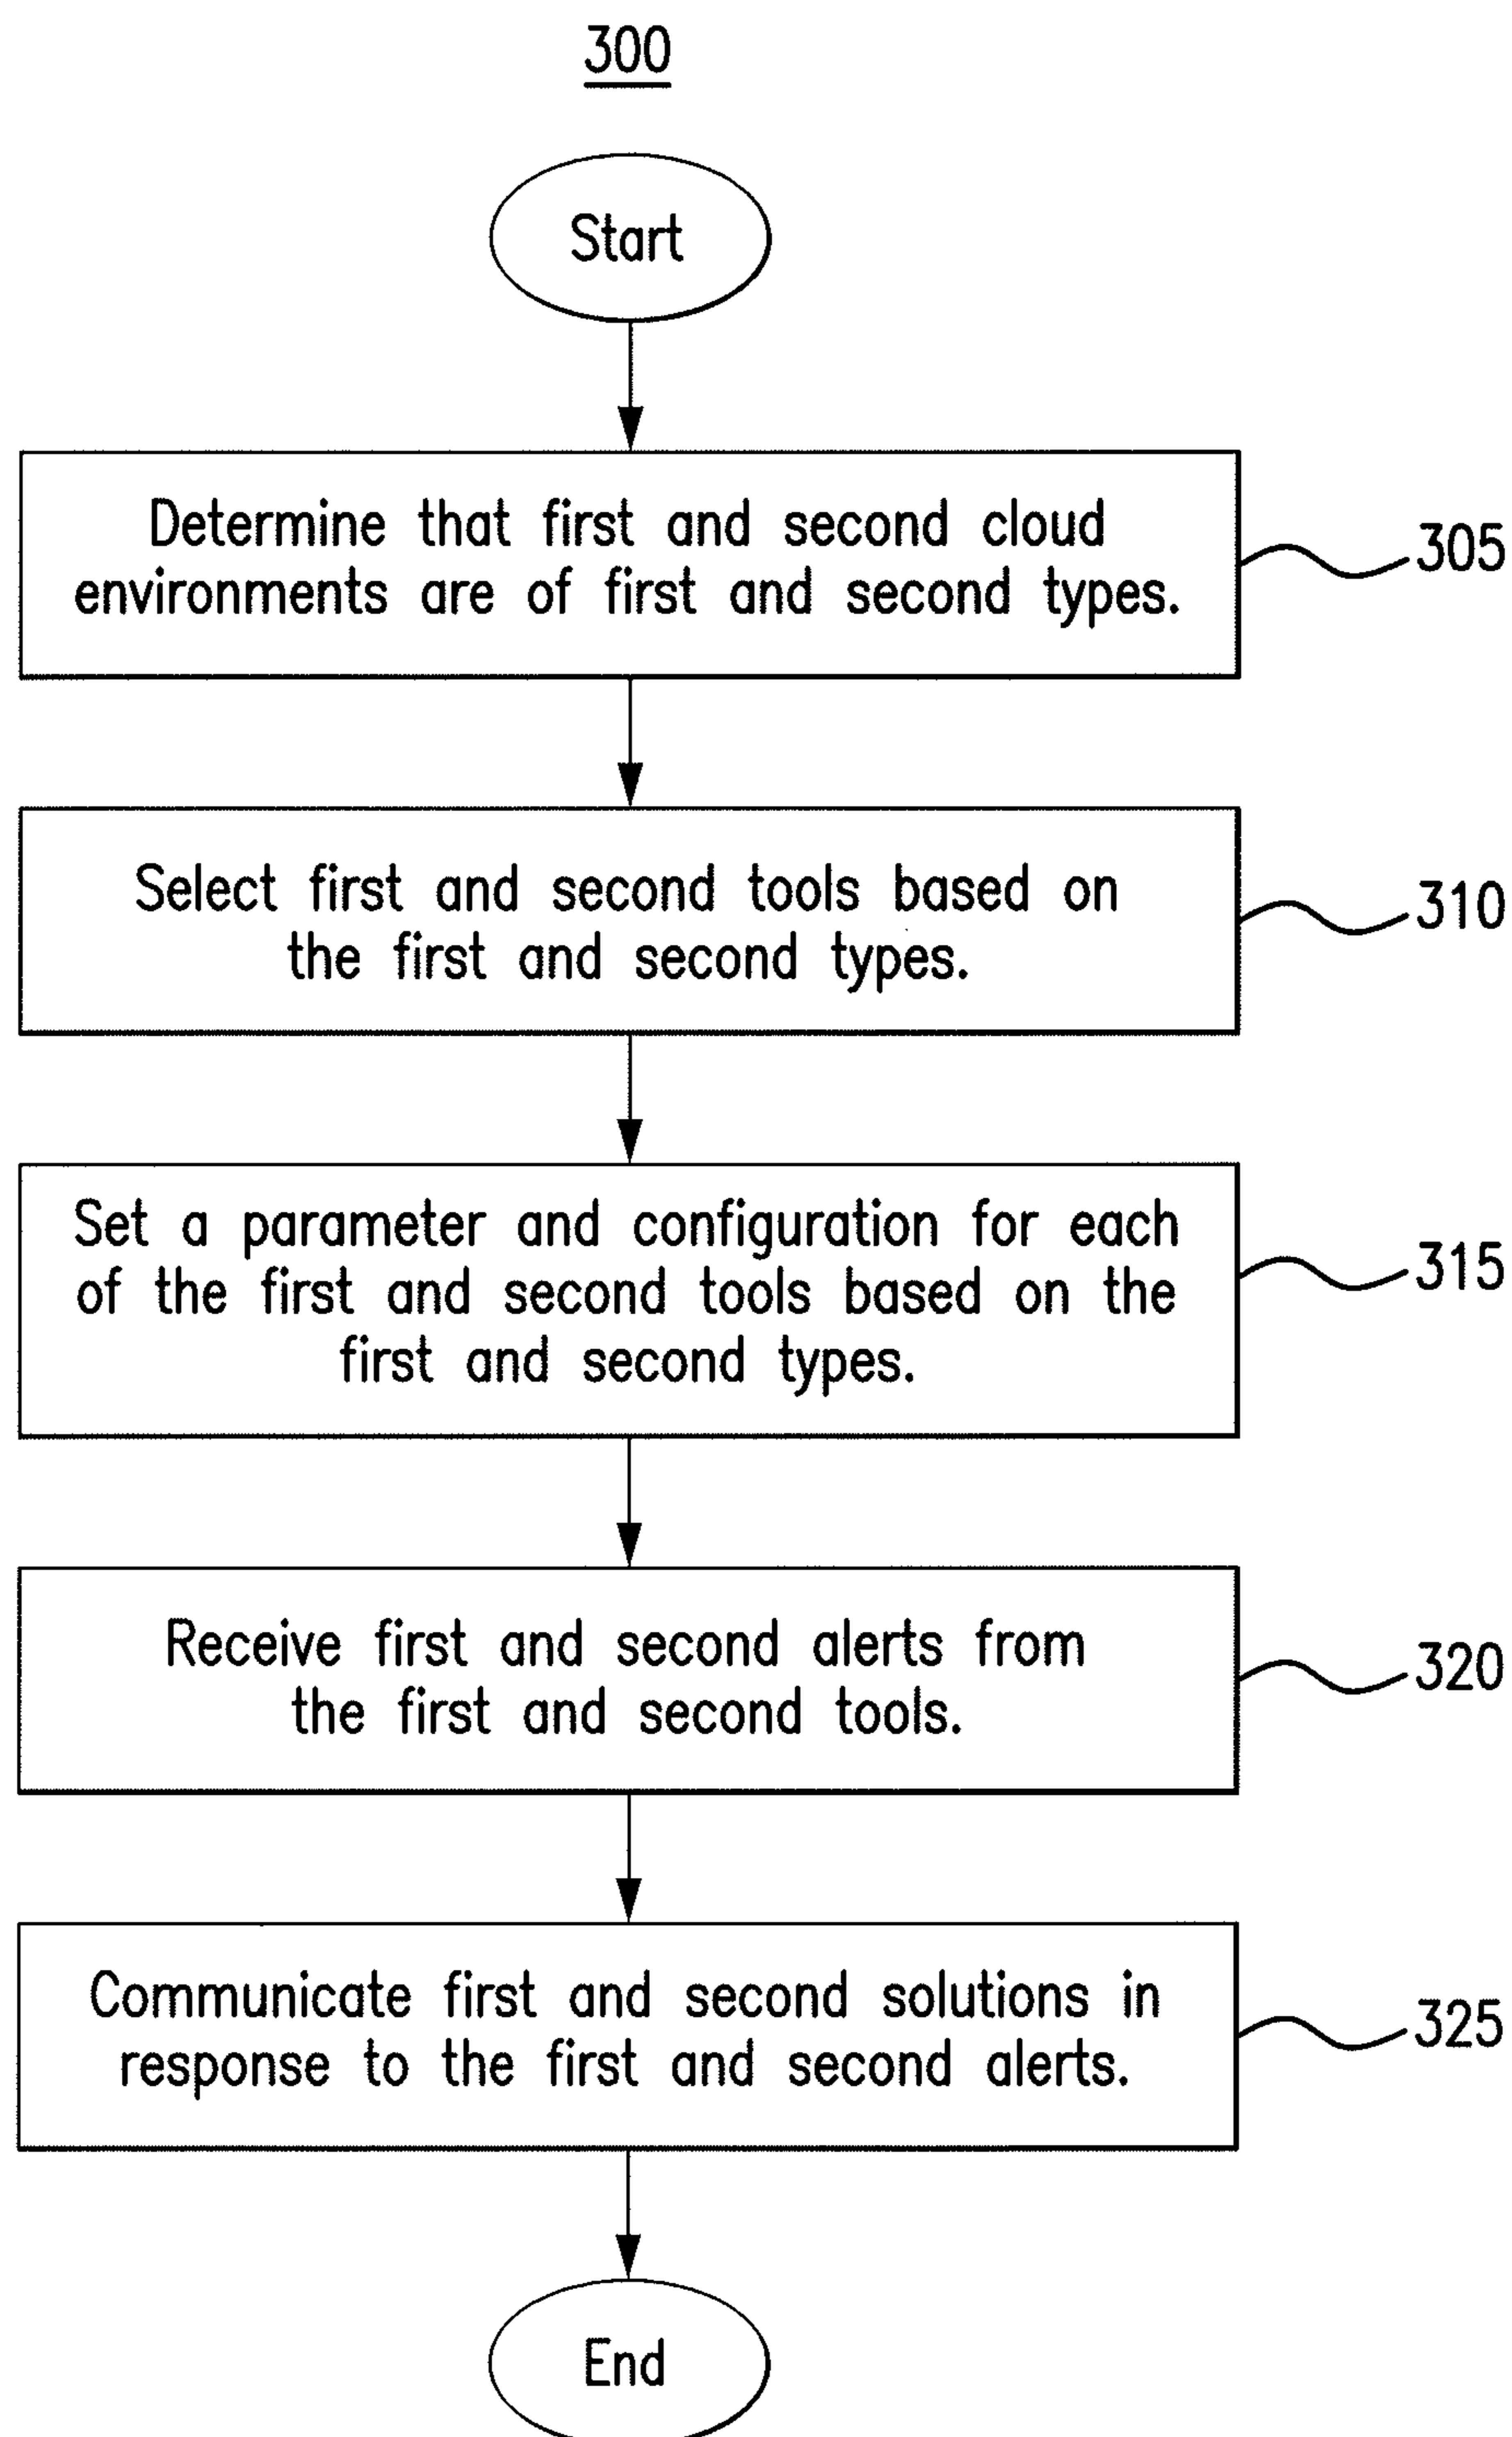 300
Start
Determine that first and second cloud
environments are of first and second types.
305
Select first and second tools based on
the first and second types.
310
Set a parameter and configuration for each
of the first and second tools based on the
first and second types.
315
Receive first and second alerts from
the first and second tools.
320
Communicate first and second solutions in
response to the first and second alerts.
325
End